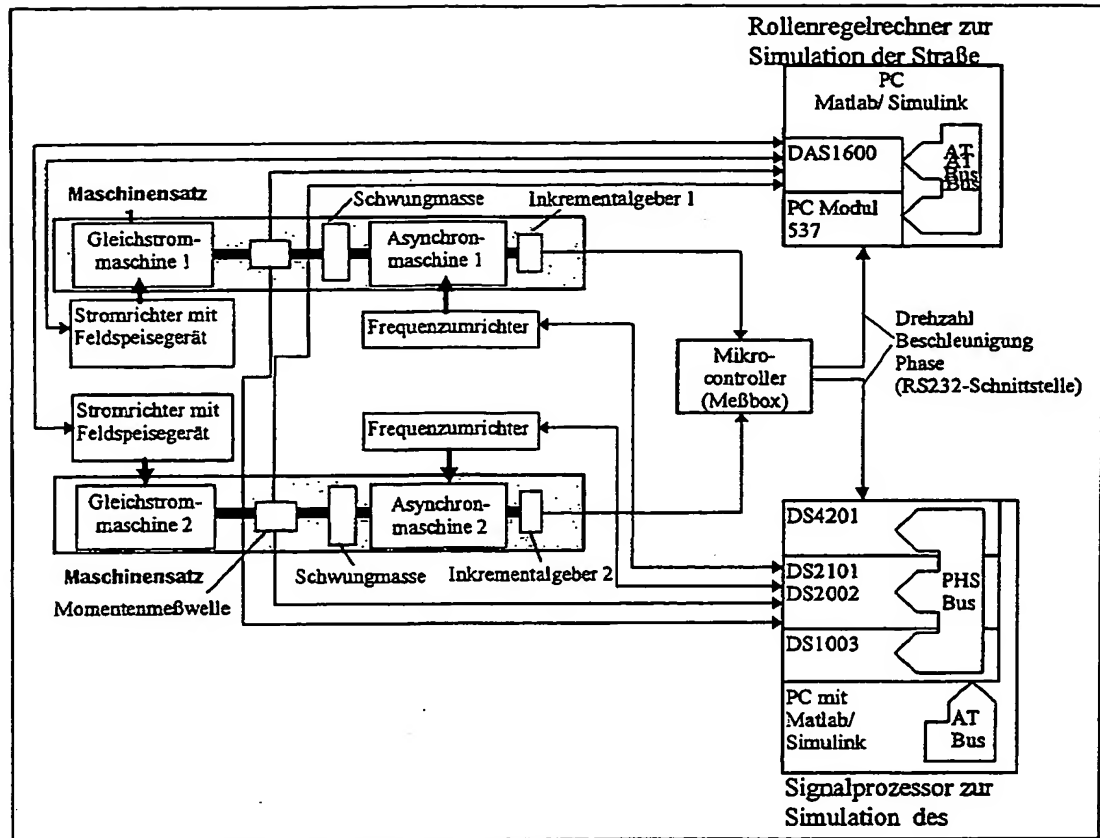 Rollenregelrechner zur
Simulation der Straße
PC
Matlab/ Simulink
DAS1600
AT
AT
Bus
Bus
PC Modul
537
Maschinensatz
1
Schwungmasse
Inkrementalgeber 1
Gleichstrom-
maschine 1
Asynchron-
maschine 1
Stromrichter mit
Feldspeisegerät
Frequenzumrichter
Mikro-
controller
(Meßbox)
Drehzahl
Beschleunigung
Phase
(RS232-Schnittstelle)
Stromrichter mit
Feldspeisegerät
Frequenzumrichter
Gleichstrom-
maschine 2
Asynchron-
maschine 2
Maschinensatz
Schwungmasse
Inkrementalgeber 2
Momentenmeßwelle
DS4201
DS2101
DS2002
DS1003
PHS
Bus
PC mit
Matlab/
Simulink
AT
Bus
Signalprozessor zur
Simulation des